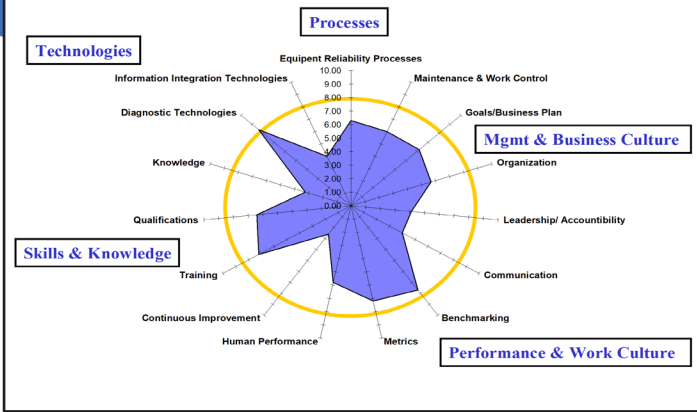 Processes
Technologies
Equipent Reliability Processes
10.00
9.00
8.00
7.00
6.00
5.00
4.00
3.00
2.00
1.00
0.00
Information Integration Technologies
Maintenance & Work Control
Diagnostic Technologies
Goals/Business Plan
Mgmt & Business Culture
Knowledge
Organization
Qualifications
Leadership/ Accountibility
Skills & Knowledge
Training
Communication
Continuous Improvement
Benchmarking
Human Performance
Metrics
Performance & Work Culture